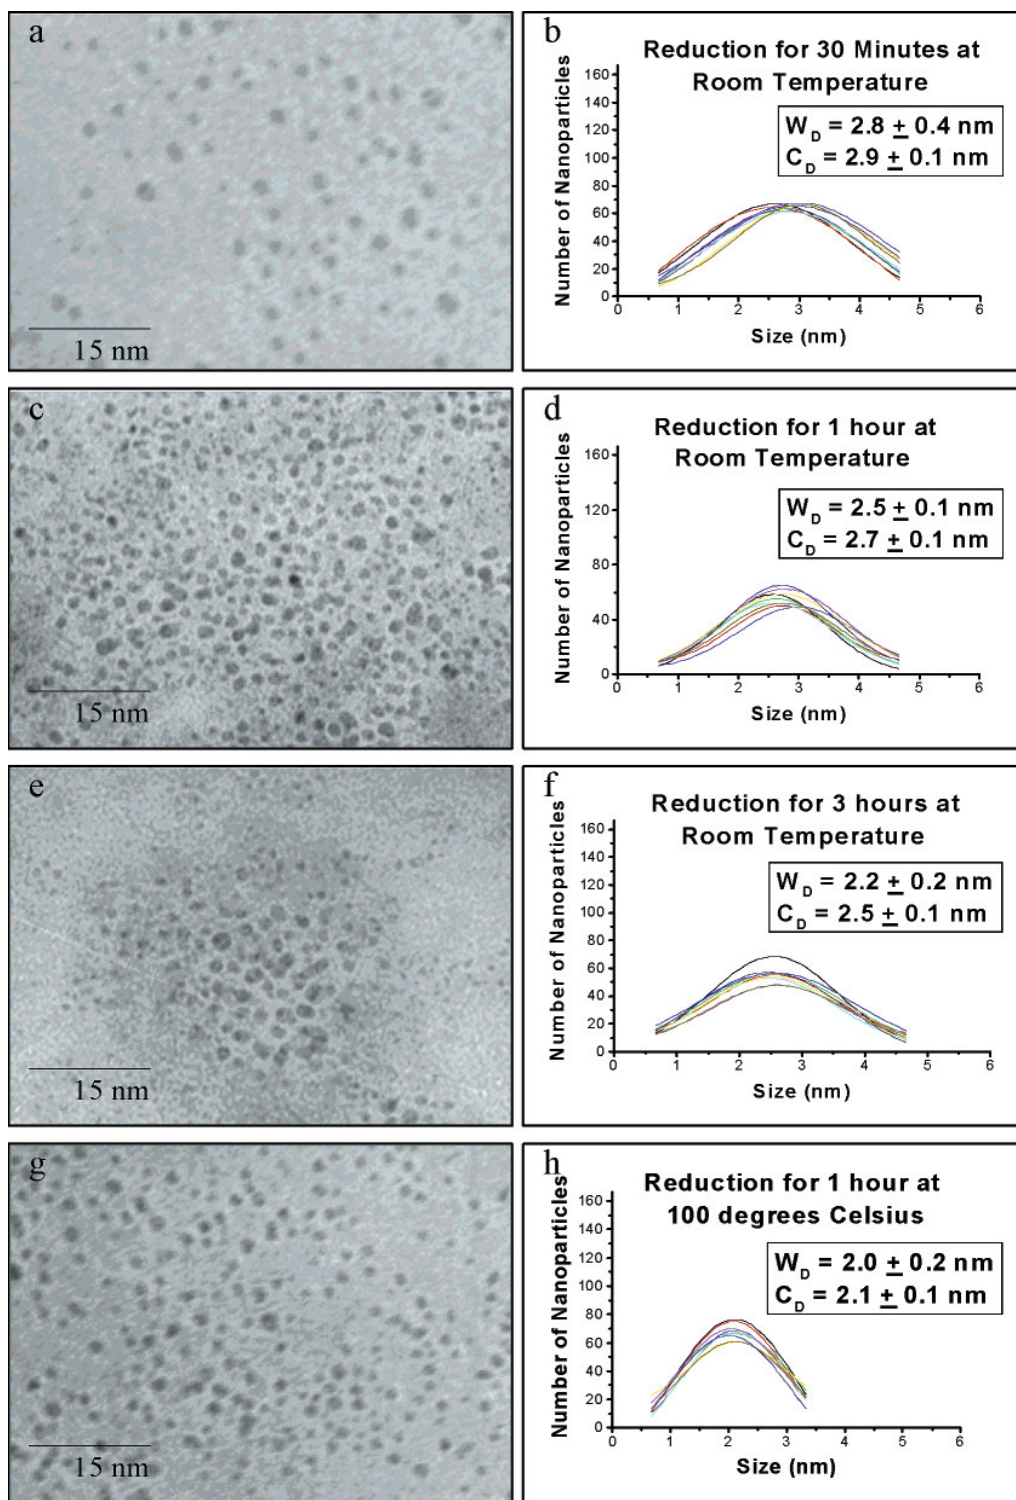 a
15 nm
b
Reduction for 30 Minutes at
Room Temperature
W_D = 2.8 ± 0.4 nm
C_D = 2.9 ± 0.1 nm
Number of Nanoparticles
160
140
120
100
80
60
40
20
0
0 1 2 3 4 5 6
Size (nm)
c
15 nm
d
Reduction for 1 hour at
Room Temperature
W_D = 2.5 ± 0.1 nm
C_D = 2.7 ± 0.1 nm
Number of Nanoparticles
160
120
80
40
0
0 1 2 3 4 5 6
Size (nm)
e
15 nm
f
Reduction for 3 hours at
Room Temperature
W_D = 2.2 ± 0.2 nm
C_D = 2.5 ± 0.1 nm
Number of Nanoparticles
160
140
120
100
80
60
40
20
0
0 1 2 3 4 5 6
Size (nm)
g
15 nm
h
Reduction for 1 hour at
100 degrees Celsius
W_D = 2.0 ± 0.2 nm
C_D = 2.1 ± 0.1 nm
Number of Nanoparticles
160
140
120
100
80
60
40
20
0
0 1 2 3 4 5 6
Size (nm)